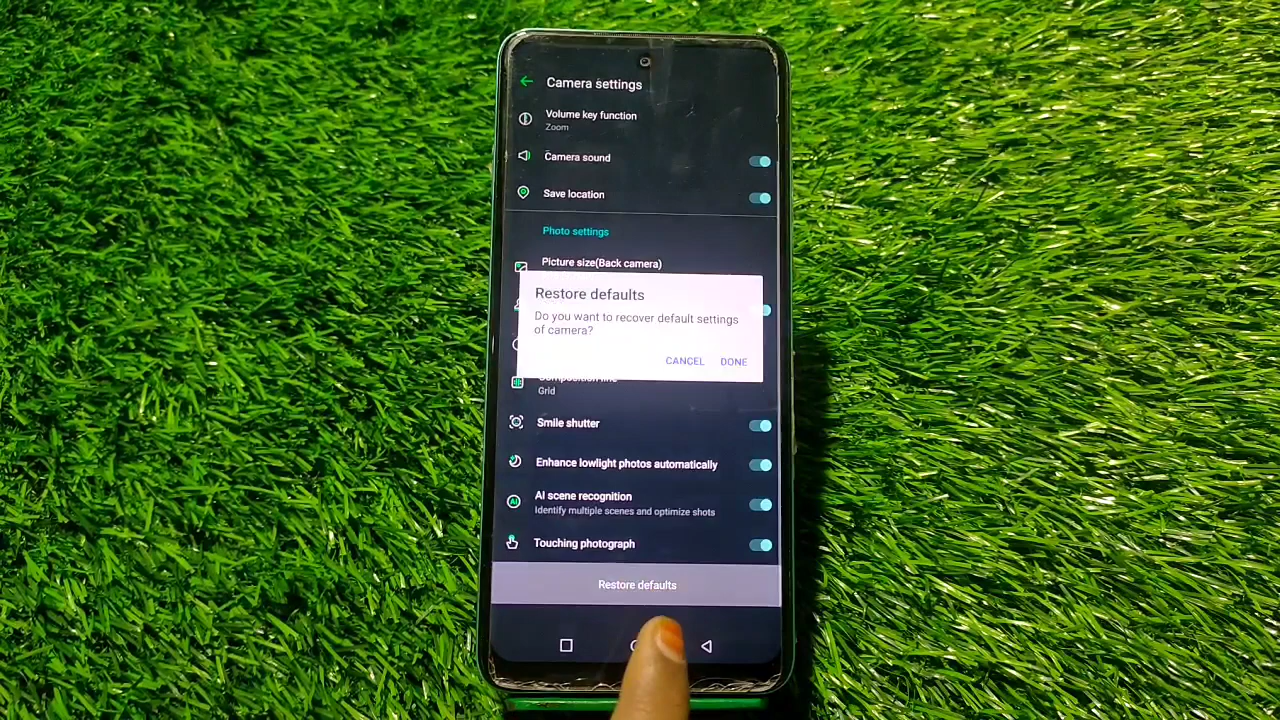 Camera settings
Volume key function
Zoom
Camera sound
Save location
Photo settings
Picture size(Back camera)
Restore defaults
Do you want to recover default settings
of camera?
CANCEL DONE
Grid
Smile shutter
Enhance lowlight photos automatically
AI
AI scene recognition
Identify multiple scenes and optimize shots
Touching photograph
Restore defaults